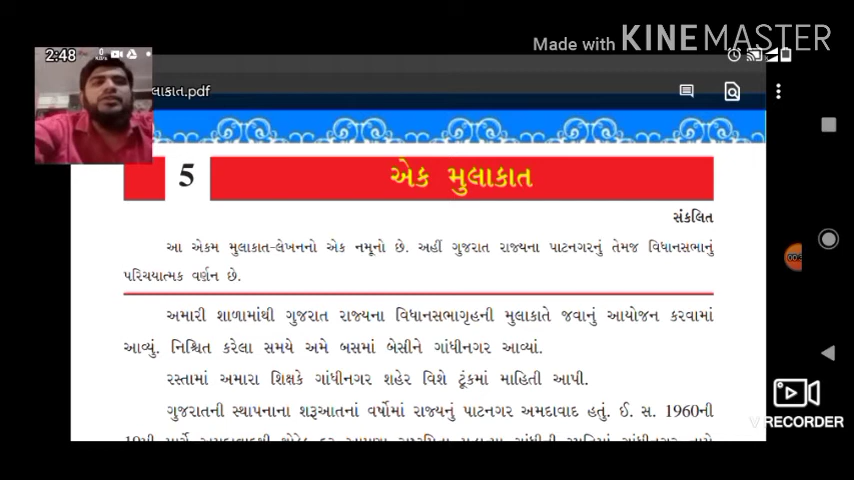 Made with KINEMASTER
2:48
0
KB/s
લાકાત.pdf
5 એક મુલાકાત
સંકલિત
આ એકમ મુલાકાત-લેખનનો એક નમૂનો છે. અહીં ગુજરાત રાજ્યના પાટનગરનું તેમજ વિધાનસભાનું
પરિચયાત્મક વર્ણન છે.
અમારી શાળામાંથી ગુજરાત રાજ્યના વિધાનસભાગૃહની મુલાકાતે જવાનું આયોજન કરવામાં
આવ્યું. નિશ્ચિત કરેલા સમયે અમે બસમાં બેસીને ગાંધીનગર આવ્યાં.
રસ્તામાં અમારા શિક્ષકે ગાંધીનગર શહેર વિશે ટૂંકમાં માહિતી આપી.
ગુજરાતની સ્થાપનાના શરૂઆતનાં વર્ષોમાં રાજ્યનું પાટનગર અમદાવાદ હતું. ઈ. સ. 1960ની
V RECORDER